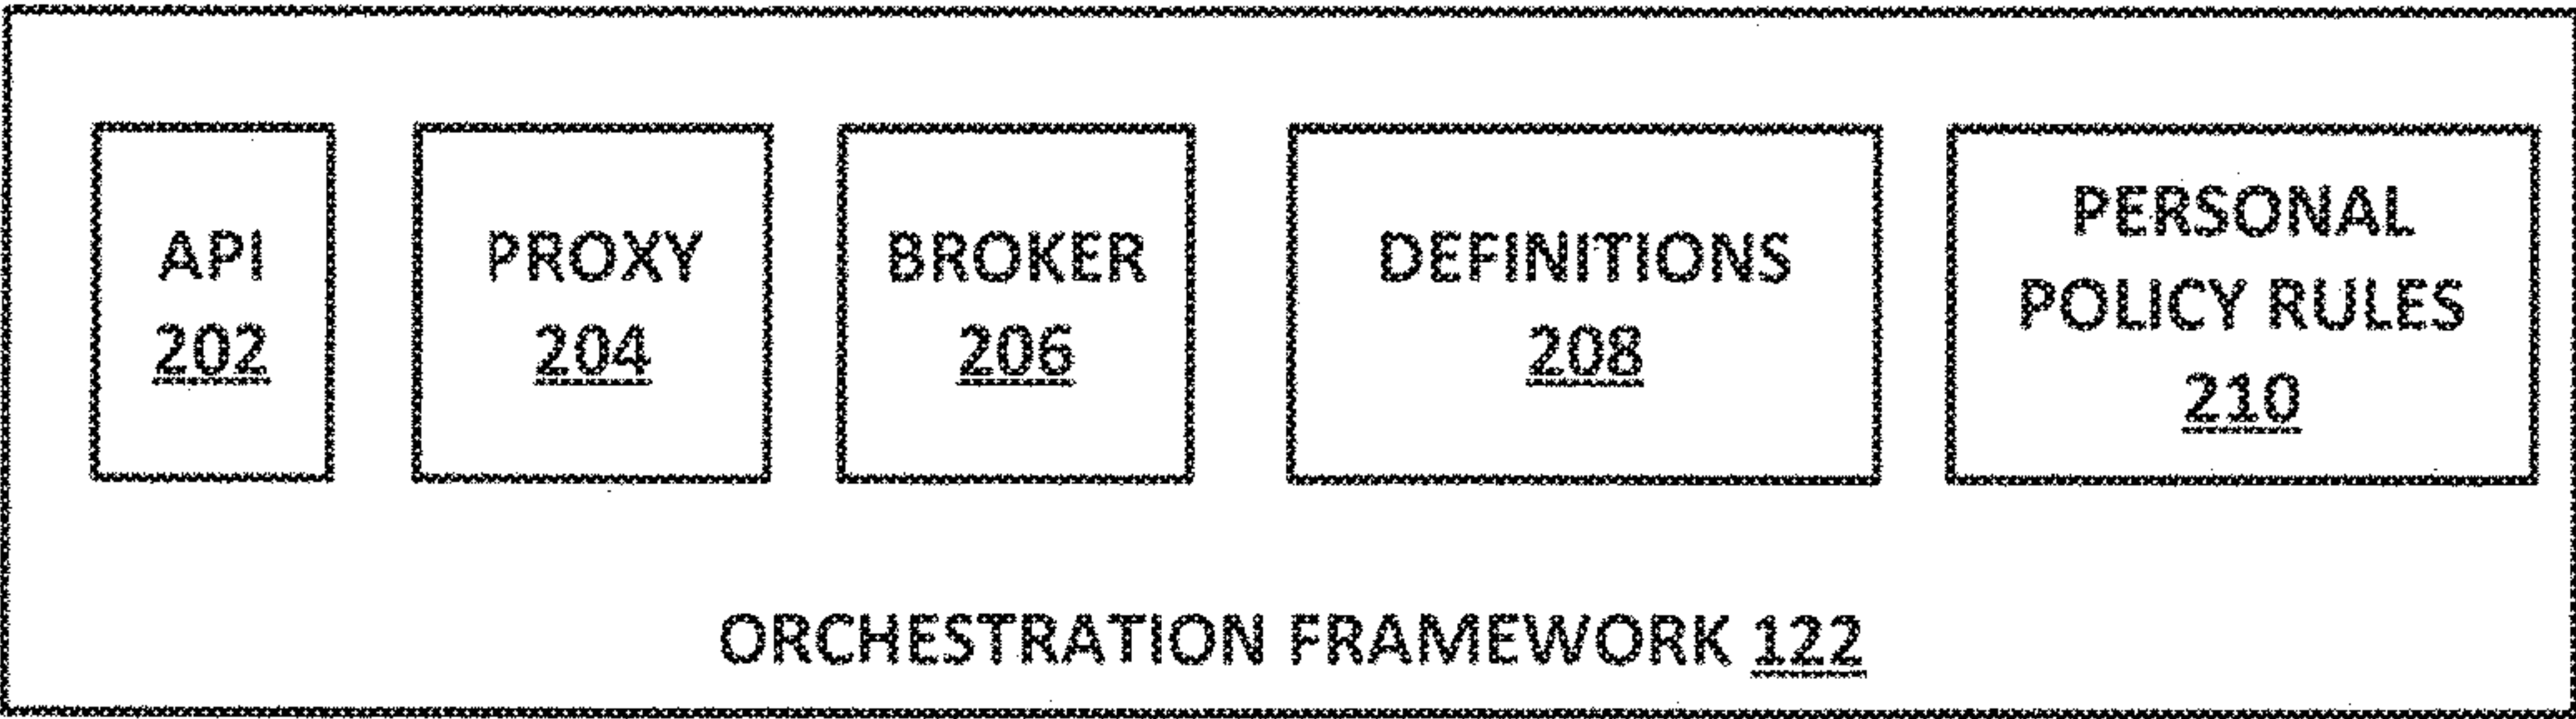 API
202
PROXY
204
BROKER
206
DEFINITIONS
208
PERSONAL
POLICY RULES
210
ORCHESTRATION FRAMEWORK 122